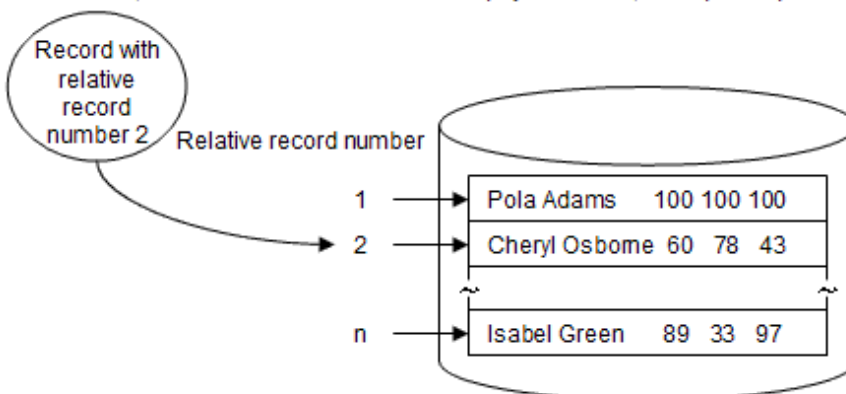 Record with
relative
record
number 2
Relative record number
1 Pola Adams 100 100 100
2 Cheryl Osborne 60 78 43
~ ~
n Isabel Green 89 33 97